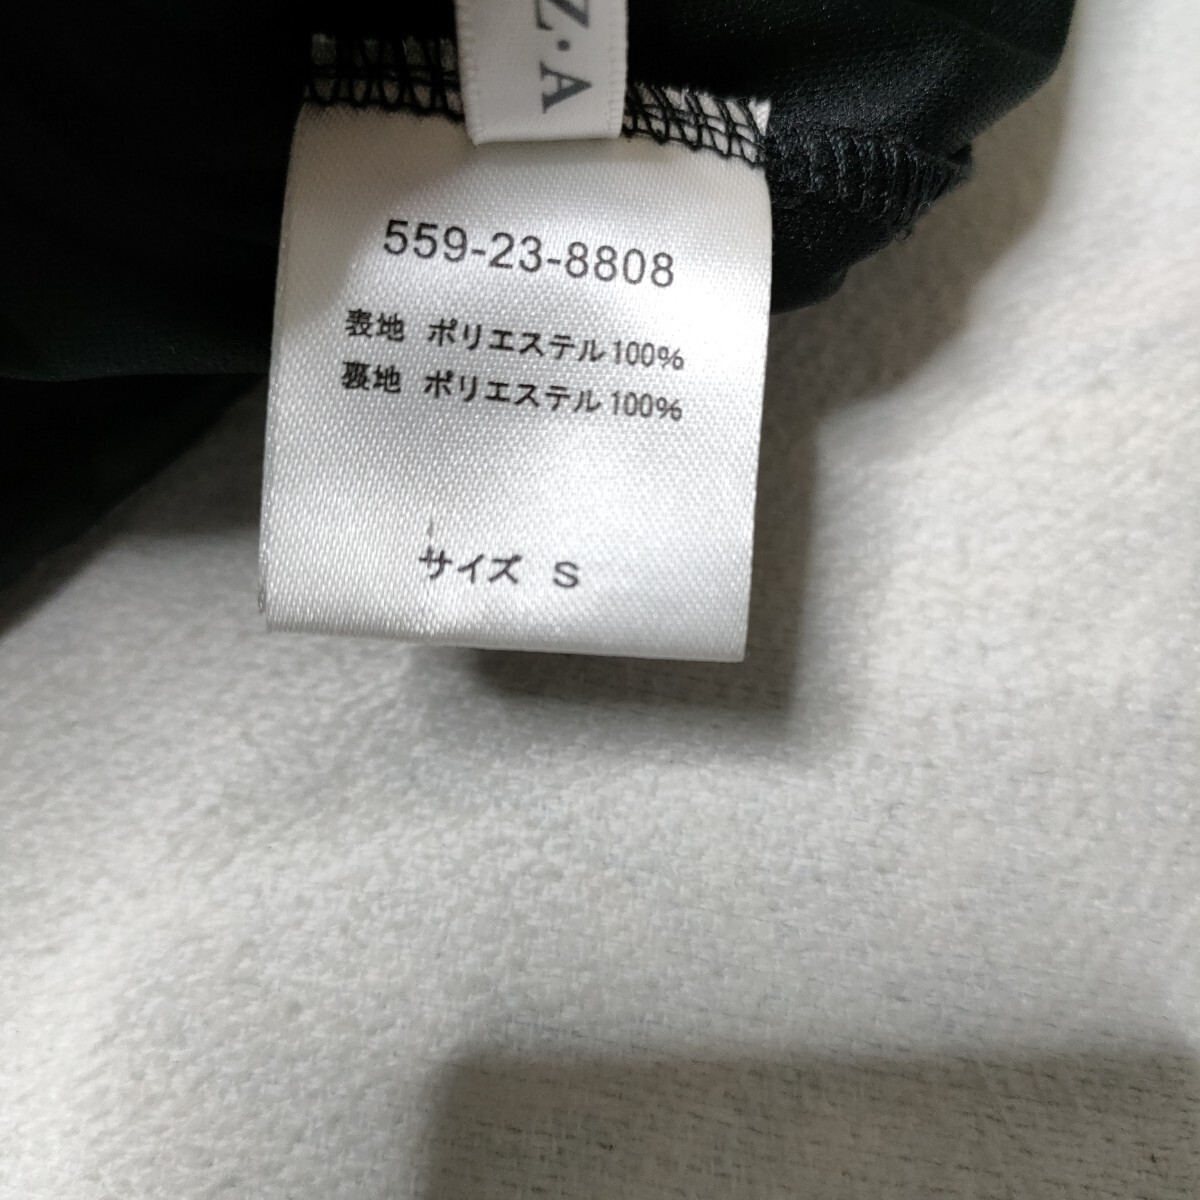 Z·A
559-23-8808
表地 ポリエステル100%
裏地 ポリエステル100%
サイズ S